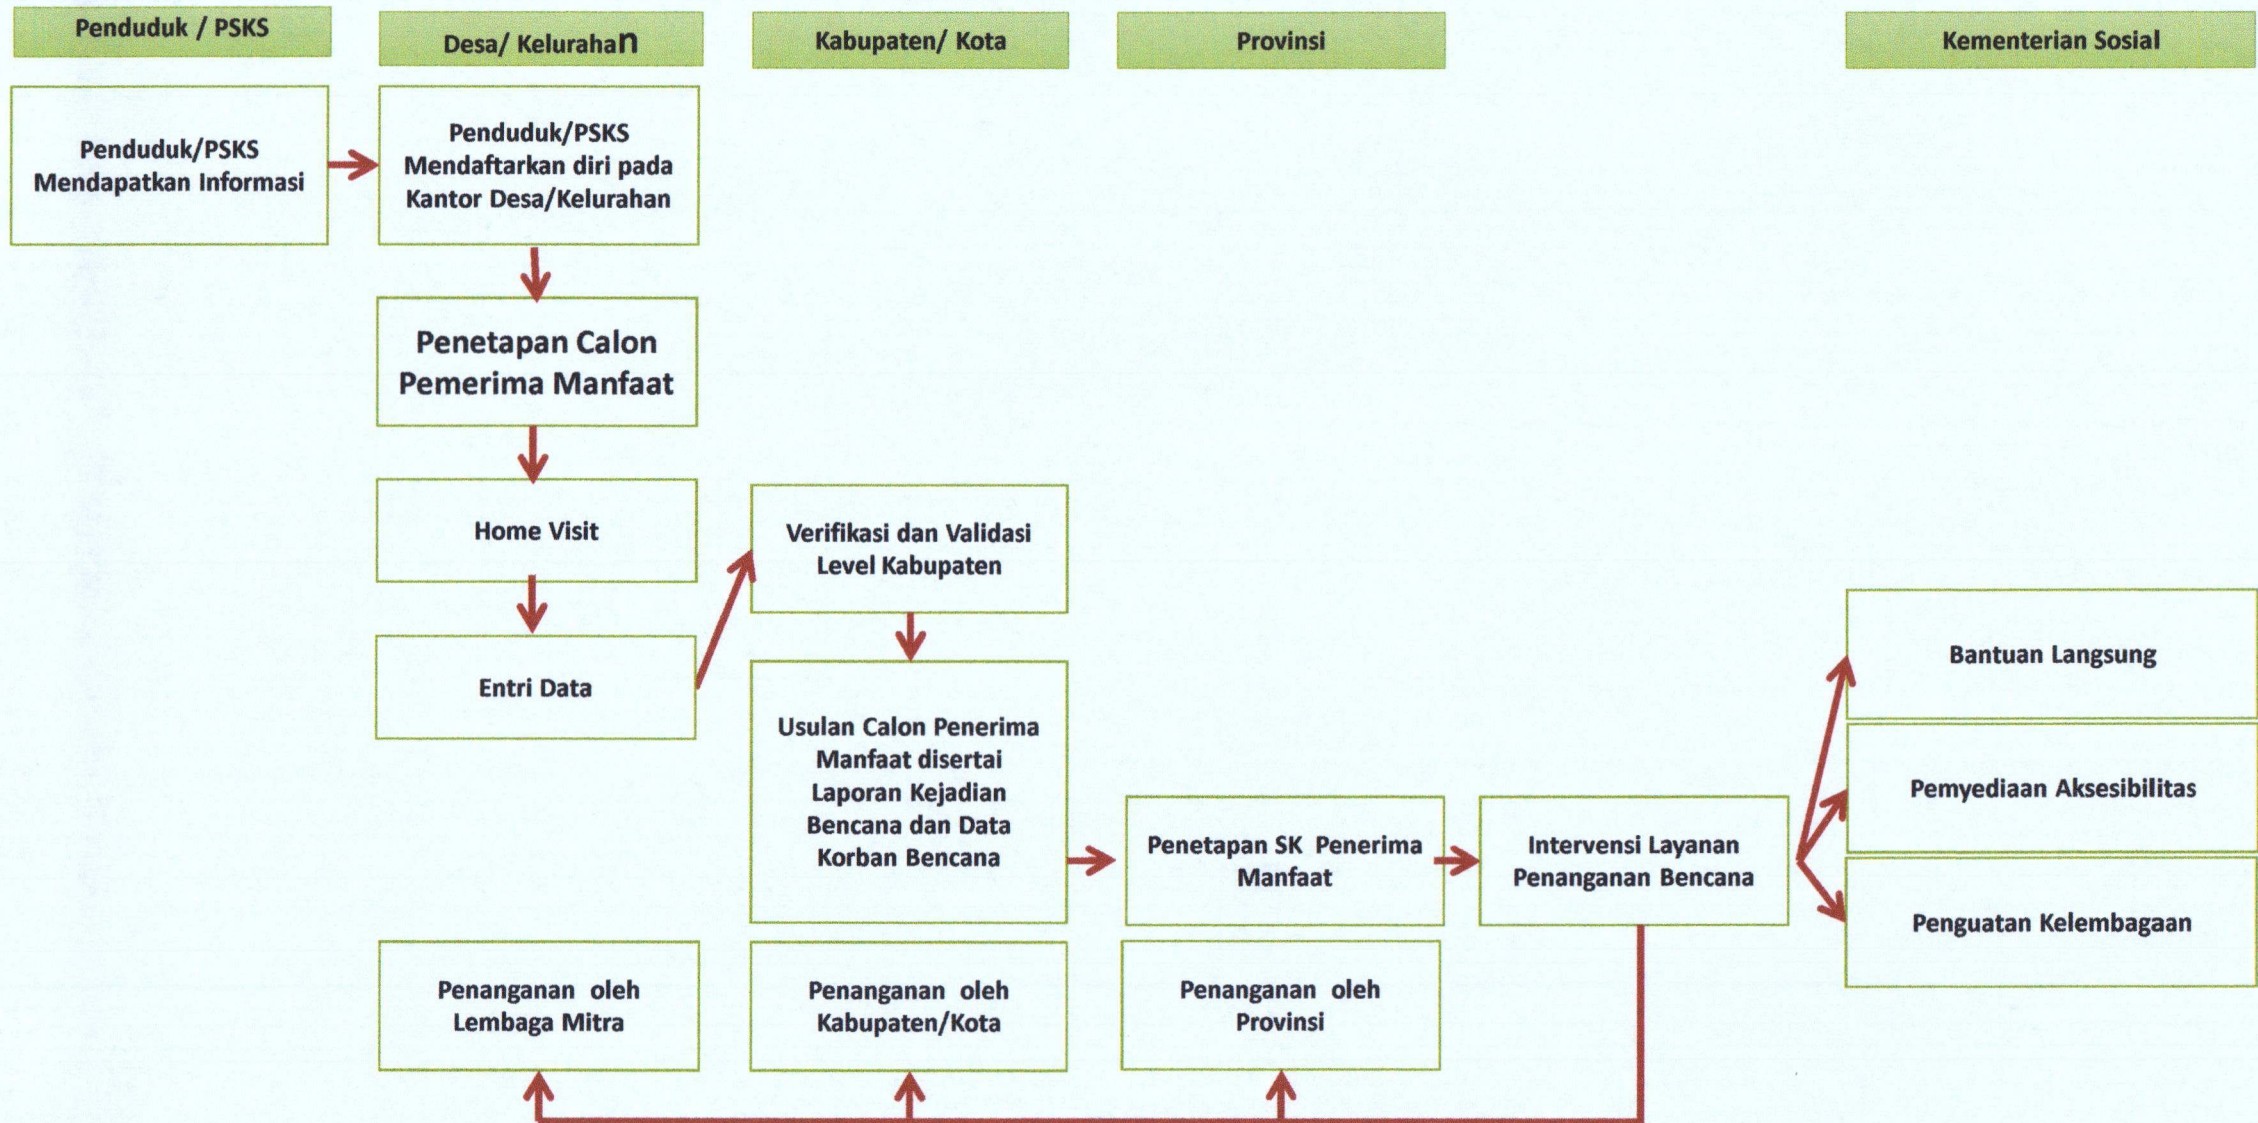 Penduduk / PSKS
Desa/ Kelurahan
Kabupaten/ Kota
Provinsi
Kementerian Sosial
Penduduk/PSKS
Mendapatkan Informasi
Penduduk/PSKS
Mendaftarkan diri pada
Kantor Desa/Kelurahan
Penetapan Calon
Pemerima Manfaat
Home Visit
Entri Data
Verifikasi dan Validasi
Level Kabupaten
Usulan Calon Penerima
Manfaat disertai
Laporan Kejadian
Bencana dan Data
Korban Bencana
Penetapan SK Penerima
Manfaat
Intervensi Layanan
Penanganan Bencana
Bantuan Langsung
Pemyediaan Aksesibilitas
Penguatan Kelembagaan
Penanganan oleh
Lembaga Mitra
Penanganan oleh
Kabupaten/Kota
Penanganan oleh
Provinsi